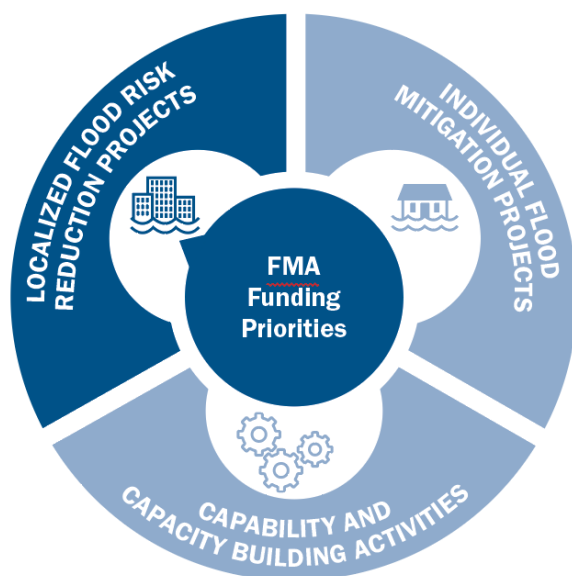 LOCALIZED FLOOD RISK
REDUCTION PROJECTS
INDIVIDUAL FLOOD
MITIGATION PROJECTS
FMA
Funding
Priorities
CAPABILITY AND
CAPACITY BUILDING ACTIVITIES